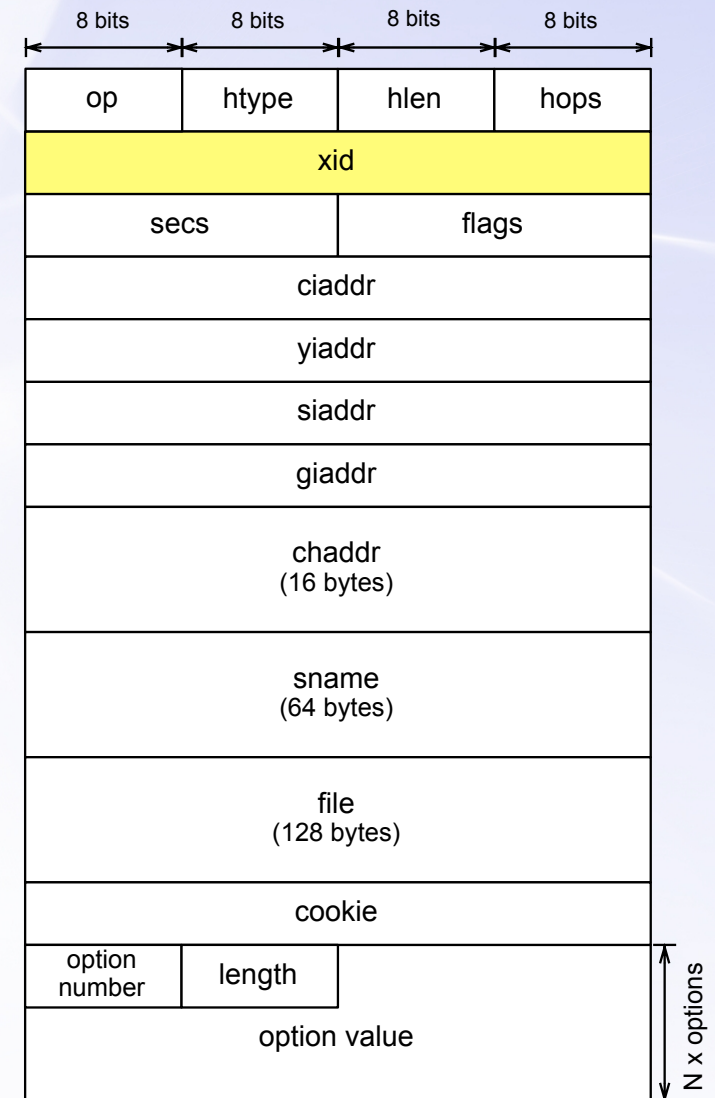 8 bits 8 bits 8 bits 8 bits
op htype hlen hops
xid
secs flags
ciaddr
yiaddr
siaddr
giaddr
chaddr
(16 bytes)
sname
(64 bytes)
file
(128 bytes)
cookie
option
number
length
option value
N x options